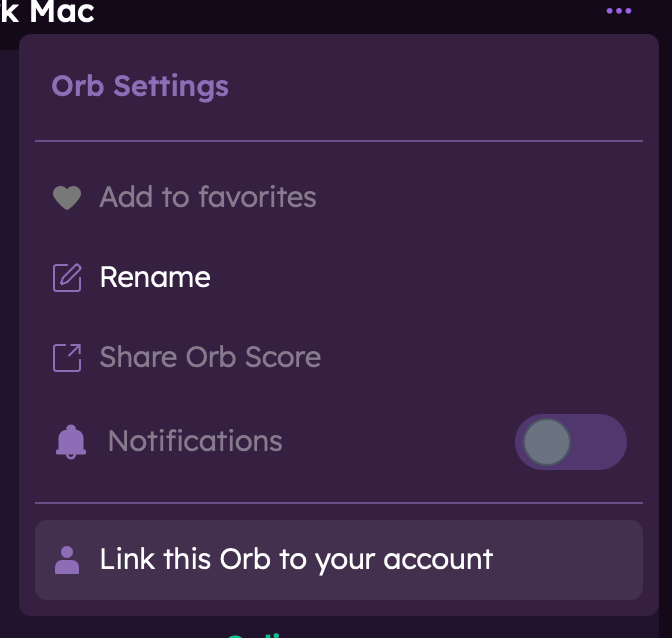 k Mac
Orb Settings
Add to favorites
Rename
Share Orb Score
Notifications
Link this Orb to your account